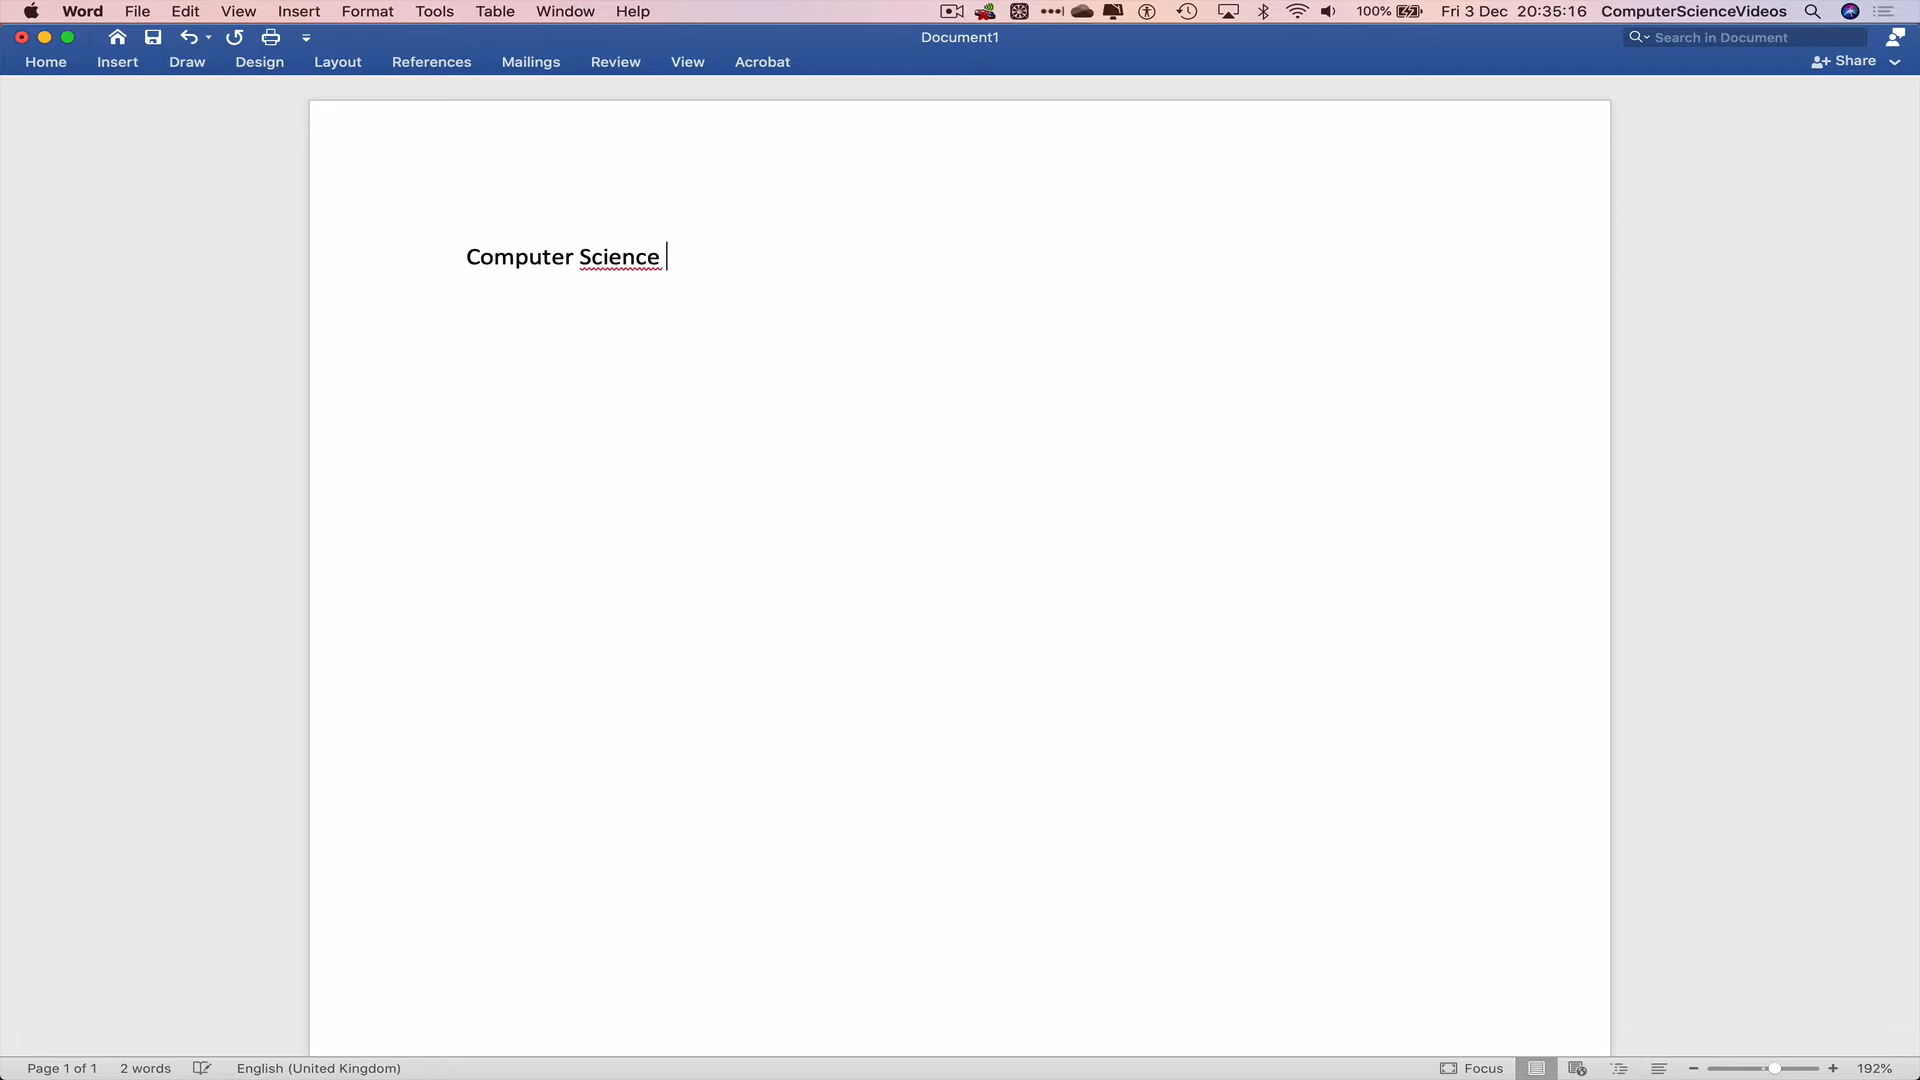 Word File Edit View Insert Format Tools Table Window Help 100% Fri 3 Dec 20:35:16 ComputerScienceVideos
Document1 Search in Document
Home Insert Draw Design Layout References Mailings Review View Acrobat Share
Computer Science
Page 1 of 1 2 words English (United Kingdom) Focus 192%